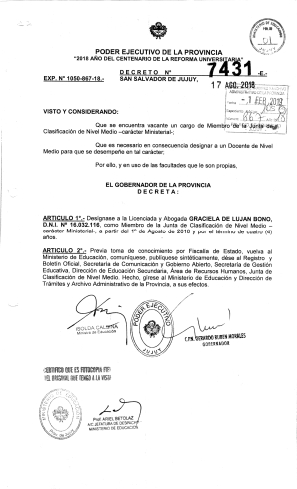 PODER EJECUTIVO DE LA PROVINCIA
"2018 AÑO DEL CENTENARIO DE LA REFORMA UNIVERSITARIA"
DECRETO Nº 7431 -E.-
EXP. Nº 1050-867-18.- SAN SALVADOR DE JUJUY, 17 AGO. 2018
VISTO Y CONSIDERANDO:
Que se encuentra vacante un cargo de Miembro de la Junta de
Clasificación de Nivel Medio –carácter Ministerial-;
Que es necesario en consecuencia designar a un Docente de Nivel
Medio para que se desempeñe en tal carácter.
Por ello, y en uso de las facultades que le son propias,
EL GOBERNADOR DE LA PROVINCIA
DECRETA:
ARTICULO 1°.- Desígnase a la Licenciada y Abogada GRACIELA DE LUJAN BONO,
D.N.I. Nº 16.032.116, como Miembro de la Junta de Clasificación de Nivel Medio –
carácter Ministerial-, a partir del 1° de Agosto de 2010 y por el término de cuatro (4)
años.
ARTICULO 2°.- Previa toma de conocimiento por Fiscalía de Estado, vuelva al
Ministerio de Educación, comuníquese, publíquese sintéticamente, dése al Registro y
Boletín Oficial, Secretaría de Comunicación y Gobierno Abierto, Secretaría de Gestión
Educativa, Dirección de Educación Secundaria, Área de Recursos Humanos, Junta de
Clasificación de Nivel Medio. Hecho, gírese al Ministerio de Educación y Dirección de
Trámites y Archivo Administrativo de la Provincia, a sus efectos.
PODER EJECUTIVO
JUJUY
ISOLDA CALSINA
Ministra de Educación
C.P.N. GERARDO RUBEN MORALES
GOBERNADOR
CERTIFICO QUE ES FOTOCOPIA FIEL
DEL ORIGINAL QUE TENGO A LA VISTA
Prof. ARIEL BETOLAZ
A/C JEFATURA DE DESPACHO
MINISTERIO DE EDUCACIÓN